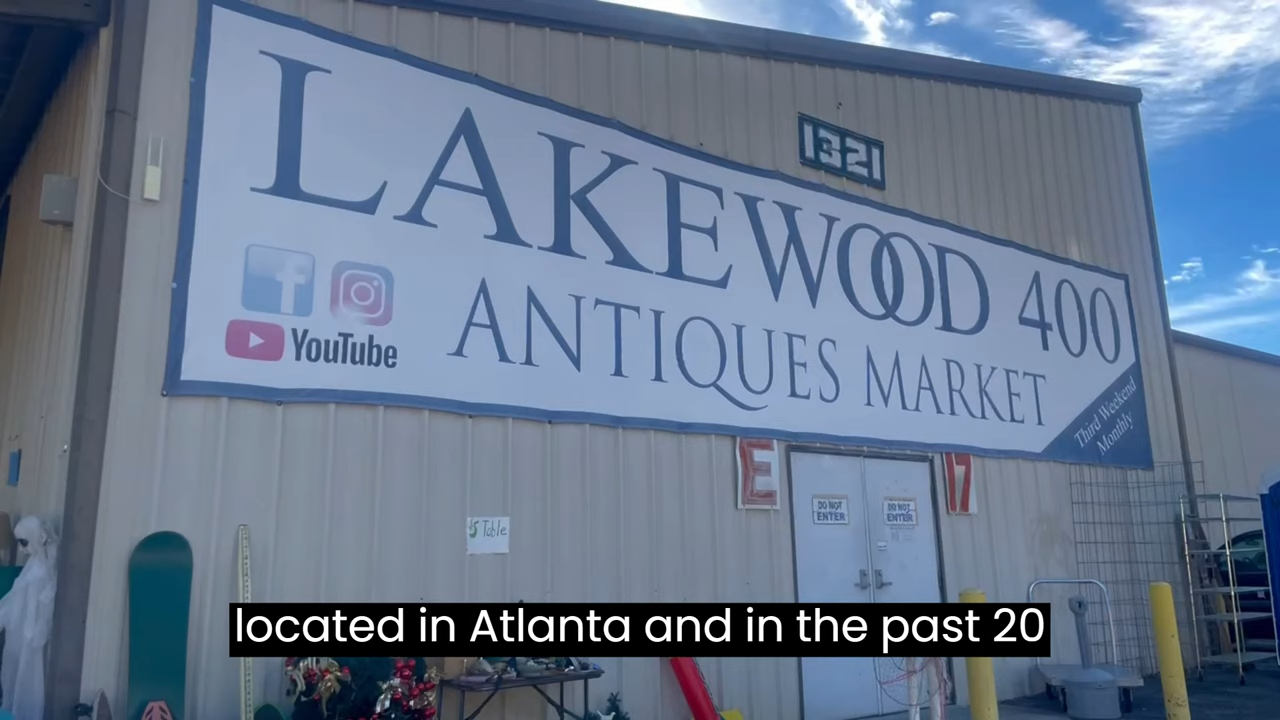 1321
LAKEWOOD 400
ANTIQUES MARKET
YouTube
Third Weekend
Monthly
E
17
DO NOT
ENTER
DO NOT
ENTER
5 Table
located in Atlanta and in the past 20